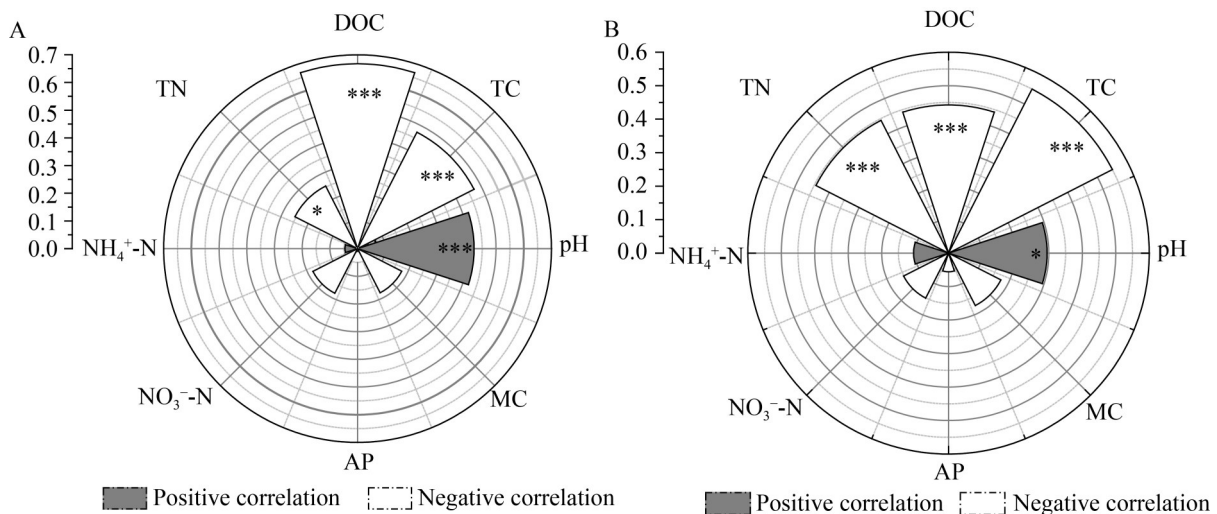 A
DOC
0.7
0.6
0.5
0.4
0.3
0.2
0.1
0.0
TN
TC
***
***
*
***
NH₄⁺-N
pH
NO₃⁻-N
MC
AP
Positive correlation
Negative correlation
B
DOC
0.6
0.5
0.4
0.3
0.2
0.1
0.0
TN
TC
***
***
***
*
NH₄⁺-N
pH
NO₃⁻-N
MC
AP
Positive correlation
Negative correlation